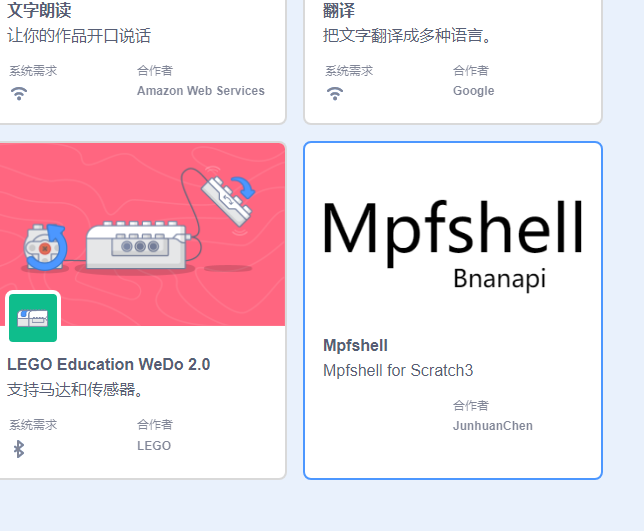 文字朗读
让你的作品开口说话
系统需求
合作者
Amazon Web Services
翻译
把文字翻译成多种语言。
系统需求
合作者
Google
LEGO Education WeDo 2.0
支持马达和传感器。
系统需求
合作者
LEGO
Mpfshell
Bnanapi
Mpfshell
Mpfshell for Scratch3
合作者
JunhuanChen